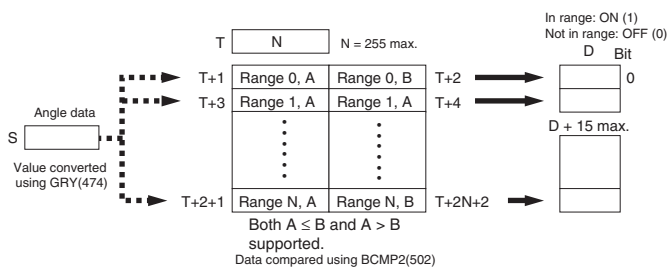 In range: ON (1)
Not in range: OFF (0)
T N N = 255 max. D Bit
T+1 Range 0, A Range 0, B T+2 0
T+3 Range 1, A Range 1, A T+4
Angle data
S
D + 15 max.
Value converted
using GRY(474)
T+2+1 Range N, A Range N, B T+2N+2
Both A ≤ B and A > B
supported.
Data compared using BCMP2(502)